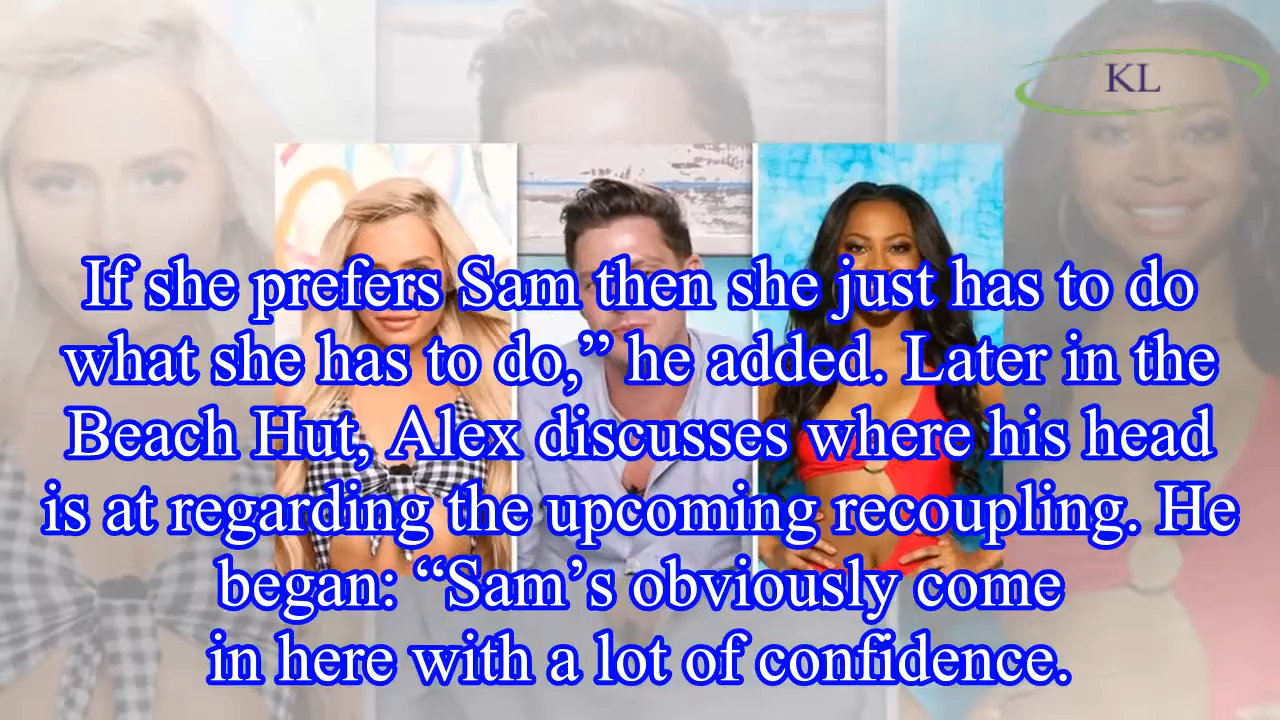 KL
If she prefers Sam then she just has to do
what she has to do,” he added. Later in the
Beach Hut, Alex discusses where his head
is at regarding the upcoming recoupling. He
began: “Sam’s obviously come
in here with a lot of confidence.